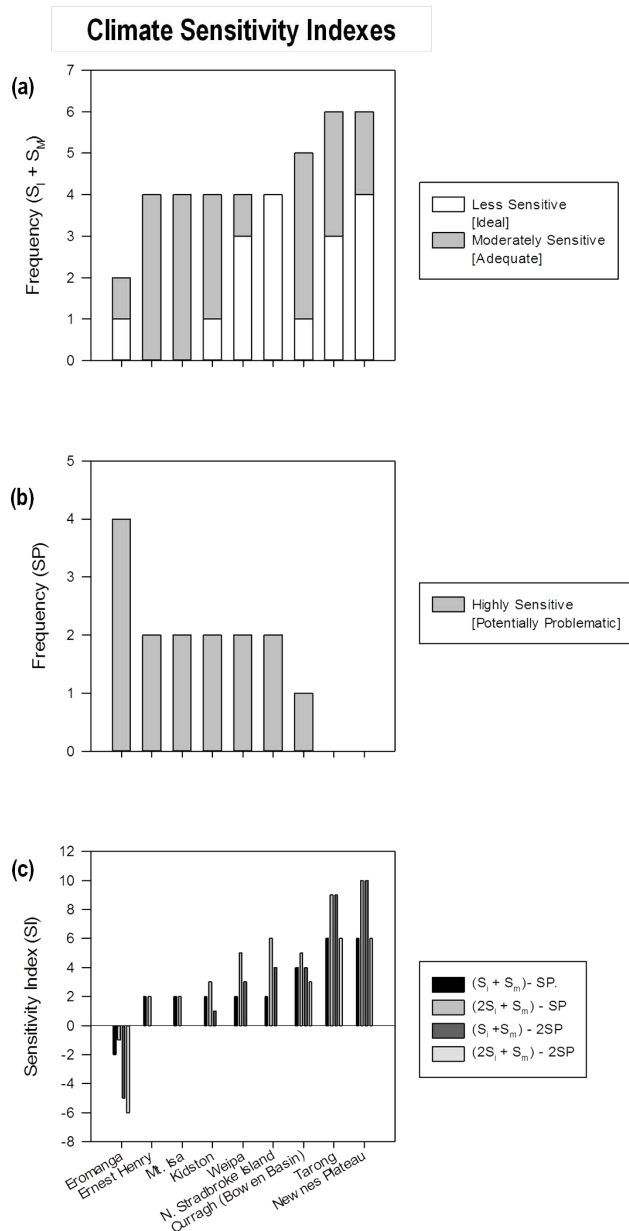 Climate Sensitivity Indexes
(a)
7
6
5
4
3
2
1
0
Frequency (S_I + S_M)
Less Sensitive
[Ideal]
Moderately Sensitive
[Adequate]
(b)
5
4
3
2
1
0
Frequency (SP)
Highly Sensitive
[Potentially Problematic]
(c)
12
10
8
6
4
2
0
-2
-4
-6
-8
Sensitivity Index (SI)
(S_i + S_m)- SP.
(2S_i + S_m) - SP
(S_i +S_m) - 2SP
(2S_i + S_m) - 2SP
Eromanga
Ernest Henry
Mt. Isa
Kidston
Weipa
N. Stradbroke Island
Curragh (Bow en Basin)
Tarong
New nes Plateau